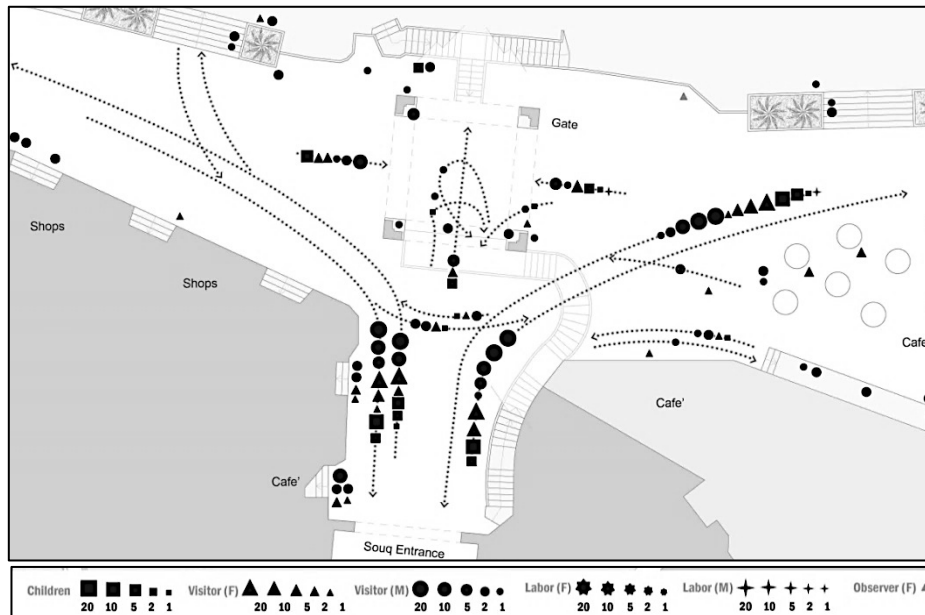 Gate
Shops
Shops
Cafe
Cafe'
Cafe'
Souq Entrance
Children
20 10 5 2 1
Visitor (F)
20 10 5 2 1
Visitor (M)
20 10 5 2 1
Labor (F)
20 10 5 2 1
Labor (M)
20 10 5 2 1
Observer (F)